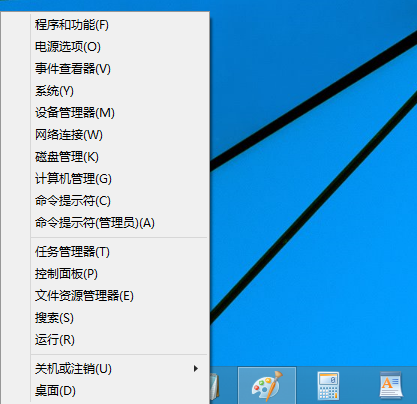 程序和功能(F)
电源选项(O)
事件查看器(V)
系统(Y)
设备管理器(M)
网络连接(W)
磁盘管理(K)
计算机管理(G)
命令提示符(C)
命令提示符(管理员)(A)
任务管理器(T)
控制面板(P)
文件资源管理器(E)
搜索(S)
运行(R)
关机或注销(U)
桌面(D)